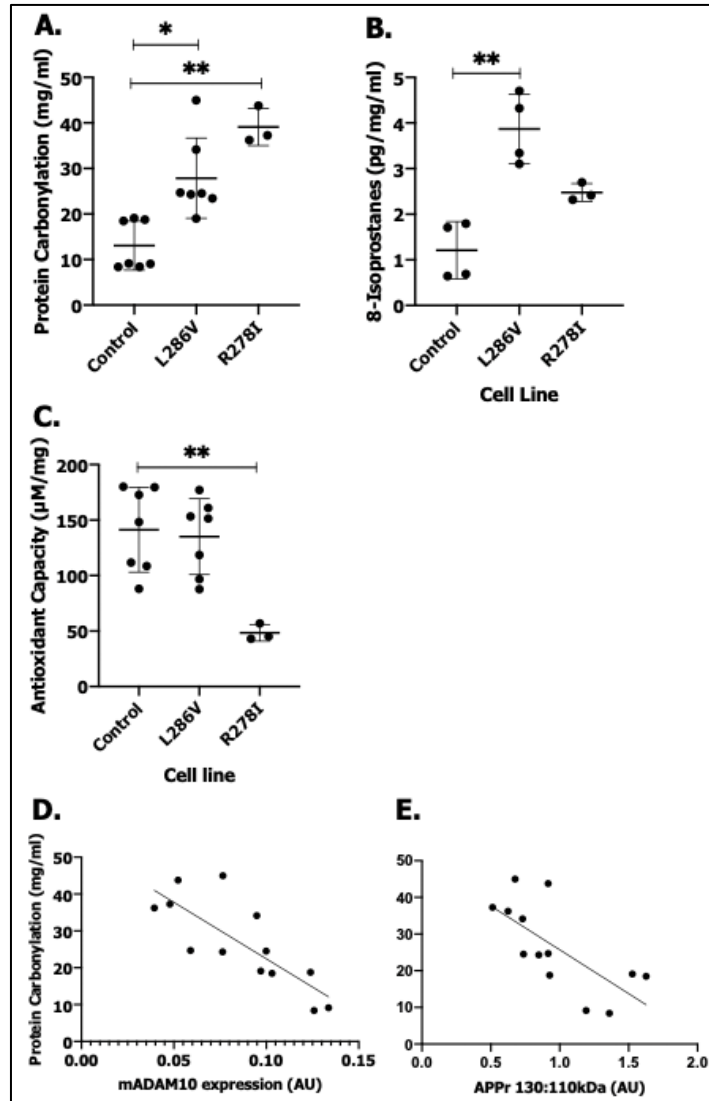 A.
*
**
Protein Carbonylation (mg/ml)
50
40
30
20
10
0
Control
L286V
R278I
B.
**
8-Isoprostanes (pg/mg/ml)
5
4
3
2
1
0
Control
L286V
R278I
Cell Line
C.
**
Antioxidant Capacity (µM/mg)
200
150
100
50
0
Control
L286V
R278I
Cell line
D.
Protein Carbonylation (mg/ml)
50
40
30
20
10
0
0.00
0.05
0.10
0.15
mADAM10 expression (AU)
E.
50
40
30
20
10
0
0.0
0.5
1.0
1.5
2.0
APPr 130:110kDa (AU)